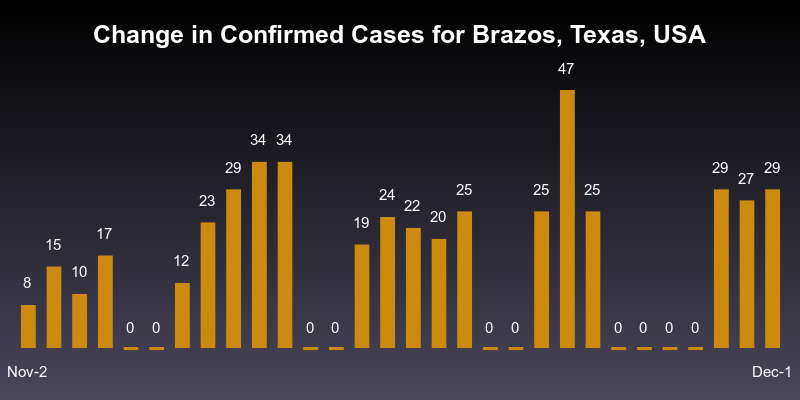 Change in Confirmed Cases for Brazos, Texas, USA
8 15 10 17 0 0 12 23 29 34 34 0 0 19 24 22 20 25 0 0 25 47 25 0 0 0 0 29 27 29
Nov-2 Dec-1